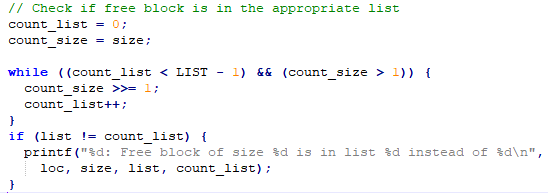 // Check if free block is in the appropriate list
count_list = 0;
count_size = size;

while ((count_list < LIST - 1) && (count_size > 1)) {
  count_size >>= 1;
  count_list++;
}
if (list != count_list) {
  printf("%d: Free block of size %d is in list %d instead of %d\n",
    loc, size, list, count_list);
}